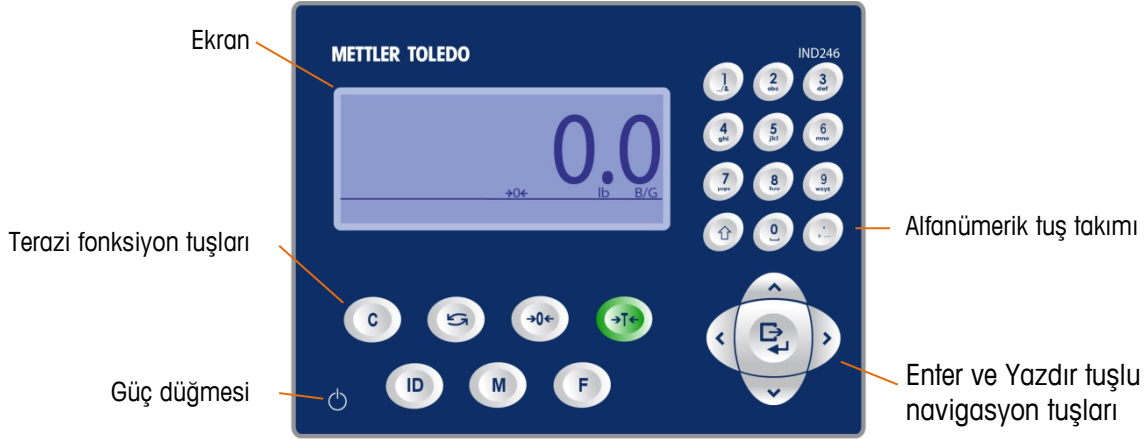 Ekran
METTLER TOLEDO
IND246
0.0
→0←
lb
B/G
1
../&
2
abc
3
def
4
ghi
5
jkl
6
mno
7
pqrs
8
tuv
9
wxyz
0
Alfanümerik tuş takımı
Terazi fonksiyon tuşları
C
→0←
→T←
ID
M
F
Güç düğmesi
Enter ve Yazdır tuşlu
navigasyon tuşları